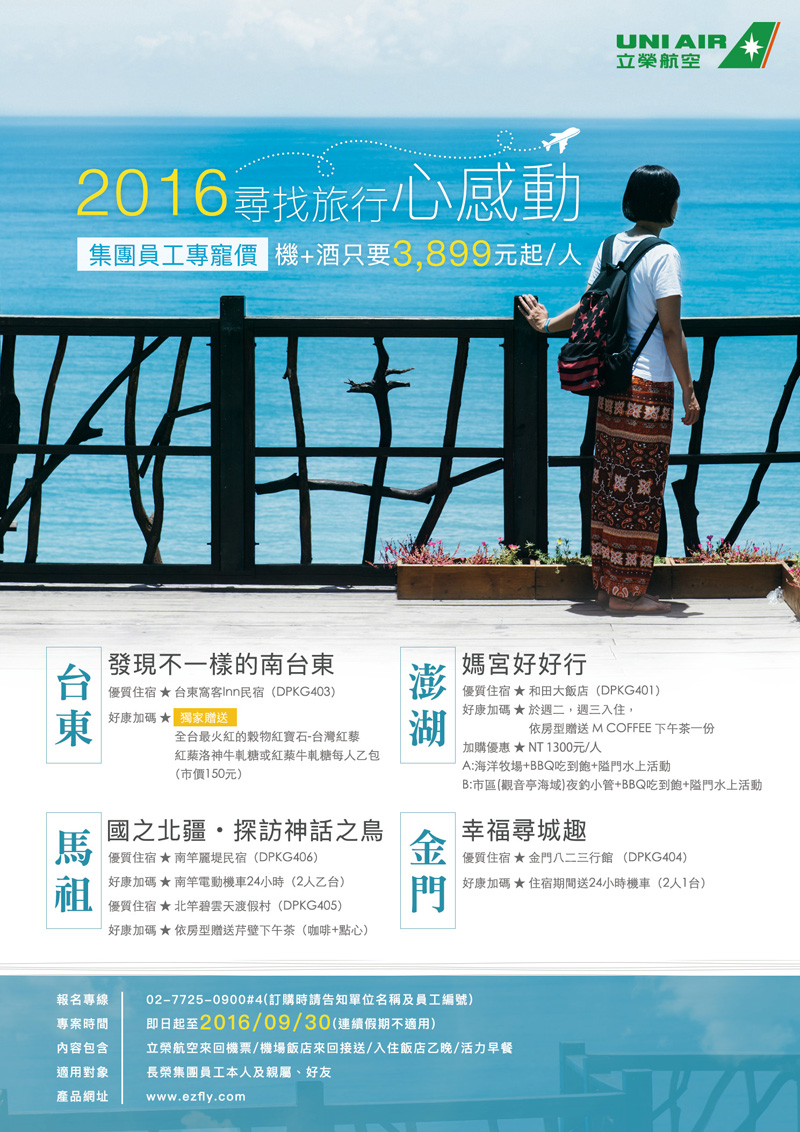 UNI AIR
立榮航空
2016尋找旅行心感動
集團員工專寵價 機+酒只要3,899元起/人
台東
發現不一樣的南台東
優質住宿★台東窩客Inn民宿（DPKG403）
好康加碼★ 獨家贈送
全台最火紅的穀物紅寶石-台灣紅藜
紅藜洛神牛軋糖或紅藜牛軋糖每人乙包
（市價150元）
澎湖
媽宮好好行
優質住宿★和田大飯店（DPKG401）
好康加碼★於週二，週三入住，
依房型贈送 M COFFEE 下午茶一份
加購優惠★NT 1300元/人
A:海洋牧場+BBQ吃到飽+隘門水上活動
B:市區(觀音亭海域)夜釣小管+BBQ吃到飽+隘門水上活動
馬祖
國之北疆・探訪神話之鳥
優質住宿★南竿麗堤民宿（DPKG406）
好康加碼★南竿電動機車24小時（2人乙台）
優質住宿★北竿碧雲天渡假村（DPKG405）
好康加碼★依房型贈送芹壁下午茶（咖啡+點心）
金門
幸福尋城趣
優質住宿★金門八二三行館 （DPKG404）
好康加碼★住宿期間送24小時機車（2人1台）
報名專線 02-7725-0900#4(訂購時請告知單位名稱及員工編號)
專案時間 即日起至2016/09/30(連續假期不適用)
內容包含 立榮航空來回機票/機場飯店來回接送/入住飯店乙晚/活力早餐
適用對象 長榮集團員工本人及親屬、好友
產品網址 www.ezfly.com